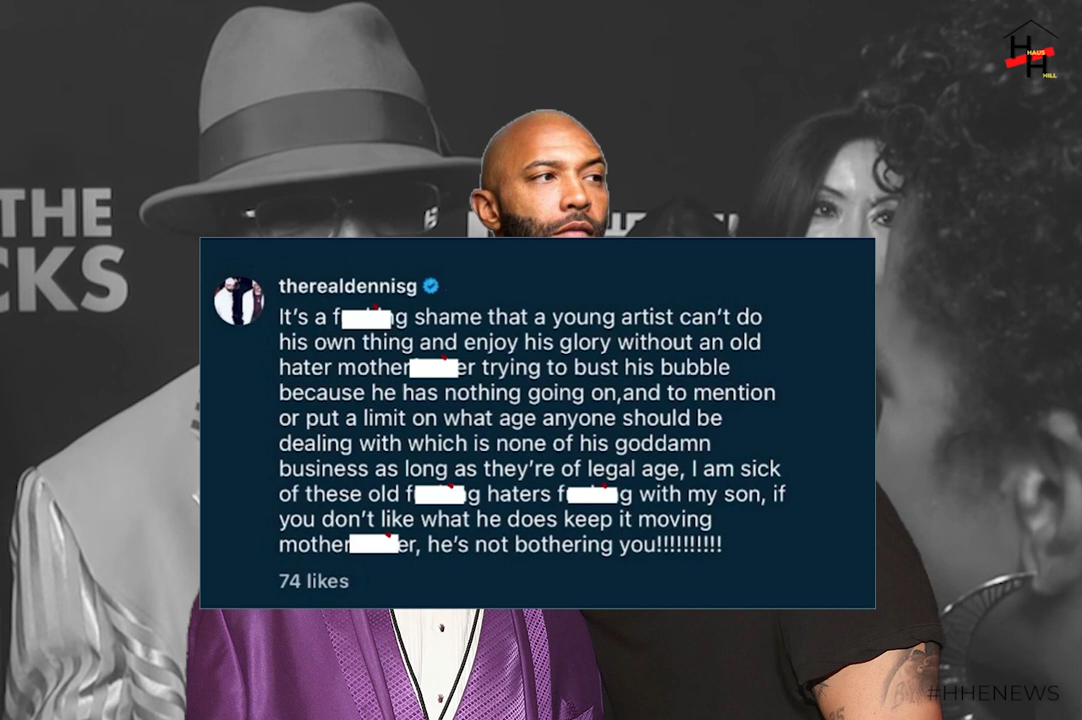 H
HAUS
H
HILL
THE
CKS
therealdennisg
It's a f ng shame that a young artist can't do
his own thing and enjoy his glory without an old
hater mother er trying to bust his bubble
because he has nothing going on,and to mention
or put a limit on what age anyone should be
dealing with which is none of his goddamn
business as long as they're of legal age, I am sick
of these old f g haters f g with my son, if
you don't like what he does keep it moving
mother er, he's not bothering you!!!!!!!!!!
74 likes
#HHENEWS